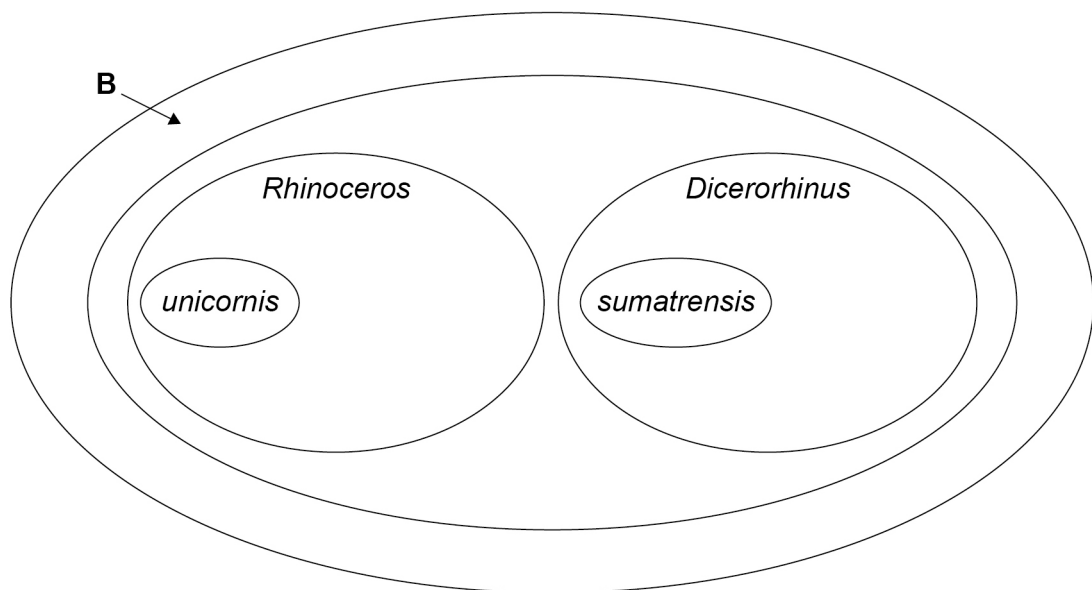 B
Rhinoceros
Dicerorhinus
unicornis
sumatrensis